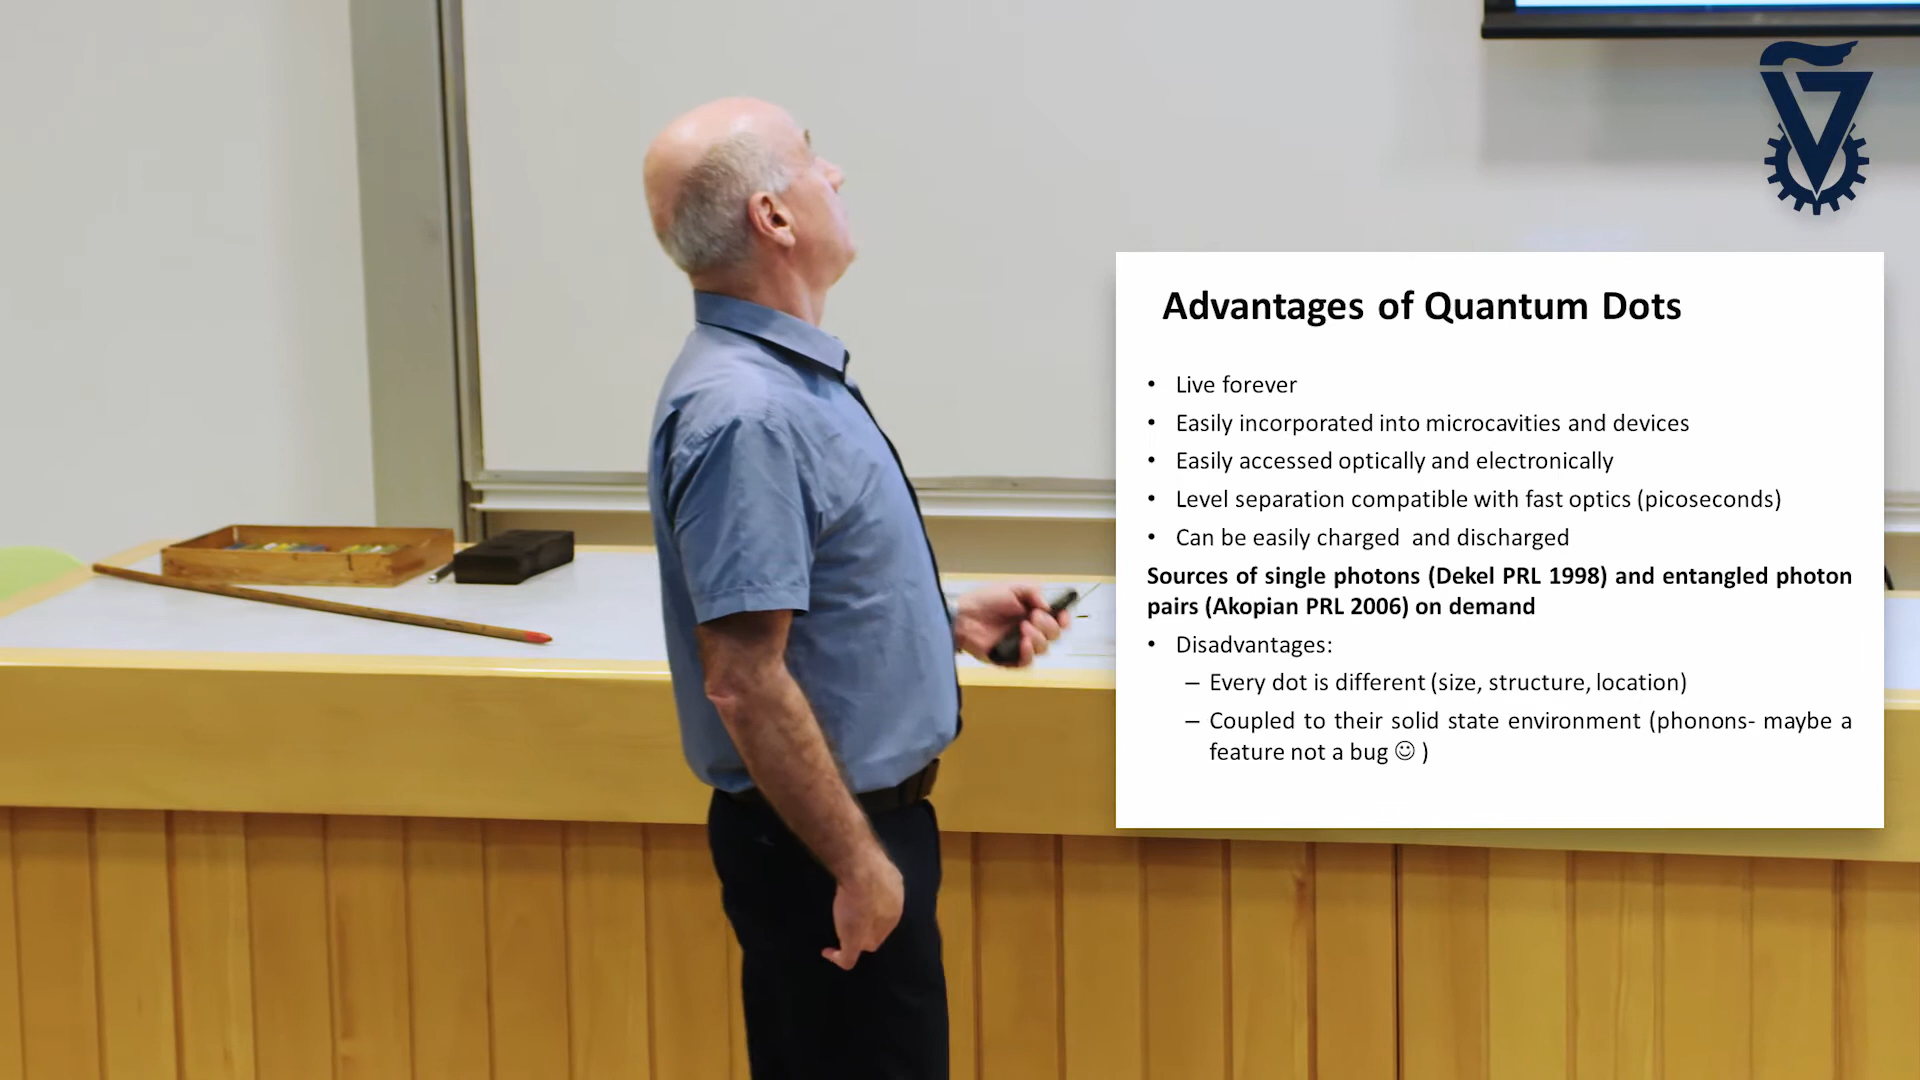 Advantages of Quantum Dots
• Live forever
• Easily incorporated into microcavities and devices
• Easily accessed optically and electronically
• Level separation compatible with fast optics (picoseconds)
• Can be easily charged and discharged
Sources of single photons (Dekel PRL 1998) and entangled photon
pairs (Akopian PRL 2006) on demand
• Disadvantages:
– Every dot is different (size, structure, location)
– Coupled to their solid state environment (phonons- maybe a
feature not a bug ☺ )